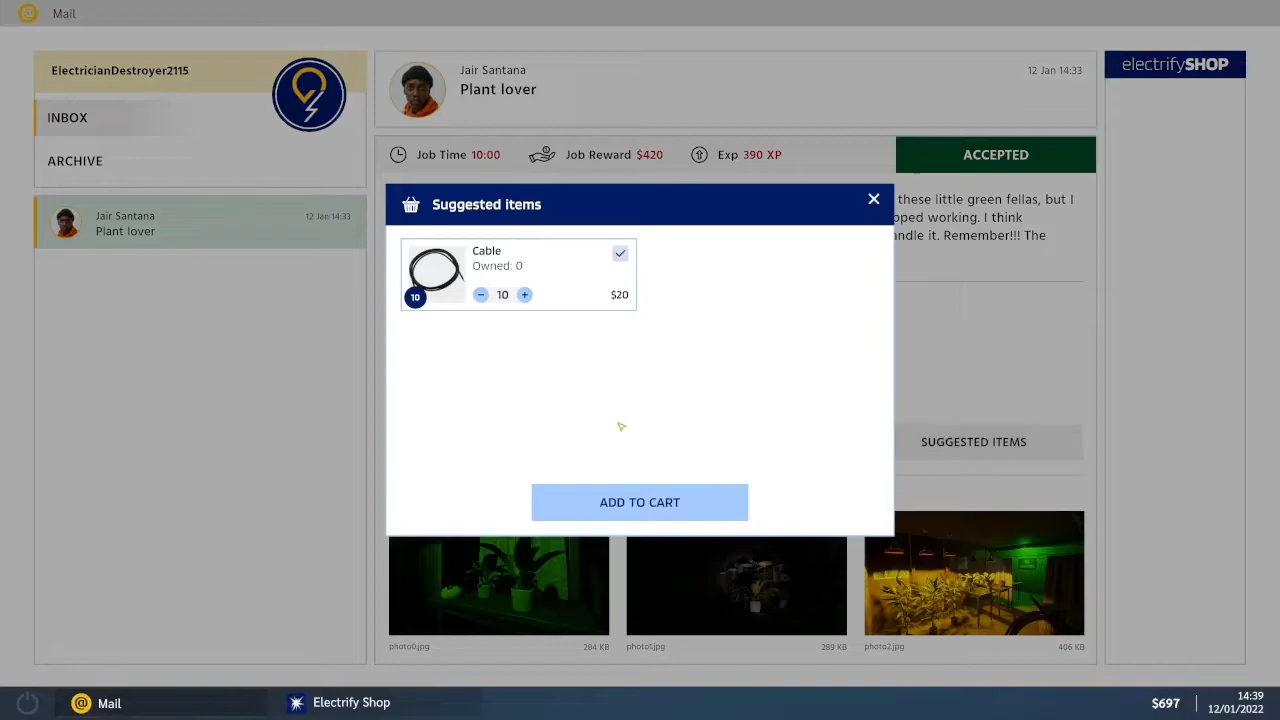 Mail
ElectricianDestroyer2115
INBOX
ARCHIVE
Jair Santana
12 Jan 14:33
Plant lover
Jair Santana
12 Jan 14:33
Plant lover
electrifySHOP
Job Time 10:00
Job Reward $420
Exp 390 XP
ACCEPTED
these little green fellas, but I
oped working. I think
ndle it. Remember!!! The
Suggested items
Cable
Owned: 0
10
10
$20
ADD TO CART
SUGGESTED ITEMS
photo0.jpg
284 KB
photo1.jpg
289 KB
photo2.jpg
406 KB
Mail
Electrify Shop
$697
14:39
12/01/2022